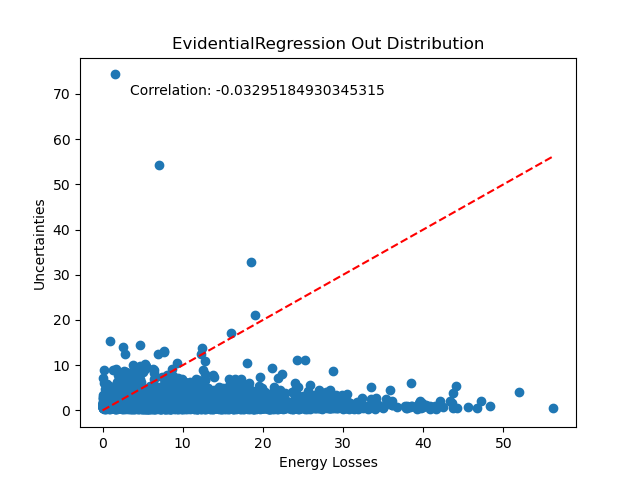 EvidentialRegression Out Distribution
Correlation: -0.03295184930345315
Uncertainties
70
60
50
40
30
20
10
0
0 10 20 30 40 50
Energy Losses